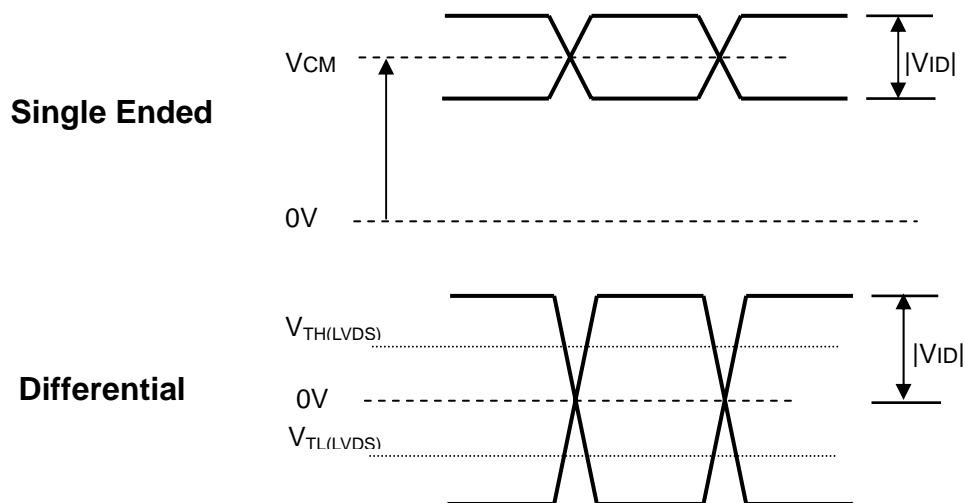 VCM
|VID|
Single Ended
0V
VTH(LVDS)
|VID|
Differential
0V
VTL(LVDS)